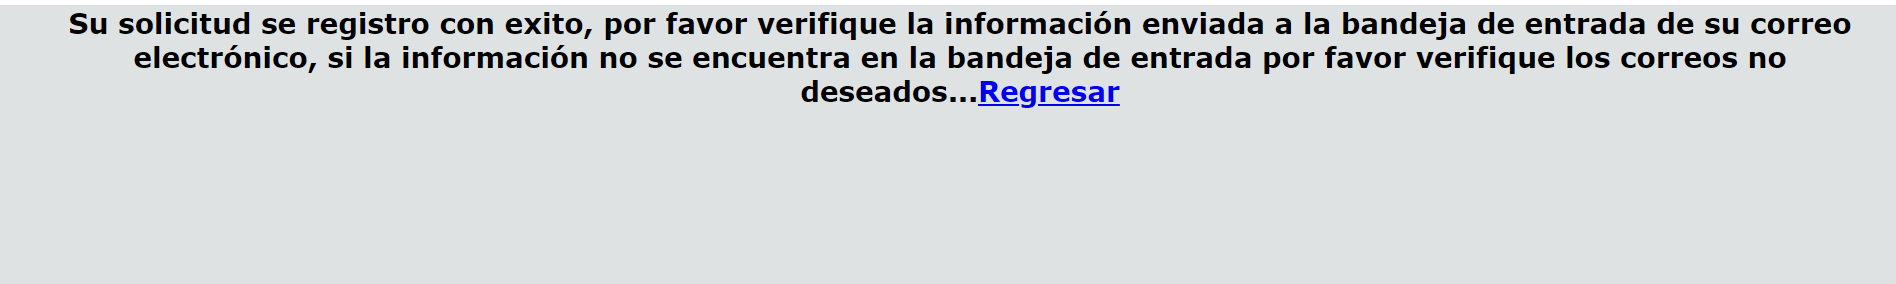 Su solicitud se registro con exito, por favor verifique la información enviada a la bandeja de entrada de su correo
electrónico, si la información no se encuentra en la bandeja de entrada por favor verifique los correos no
deseados...Regresar